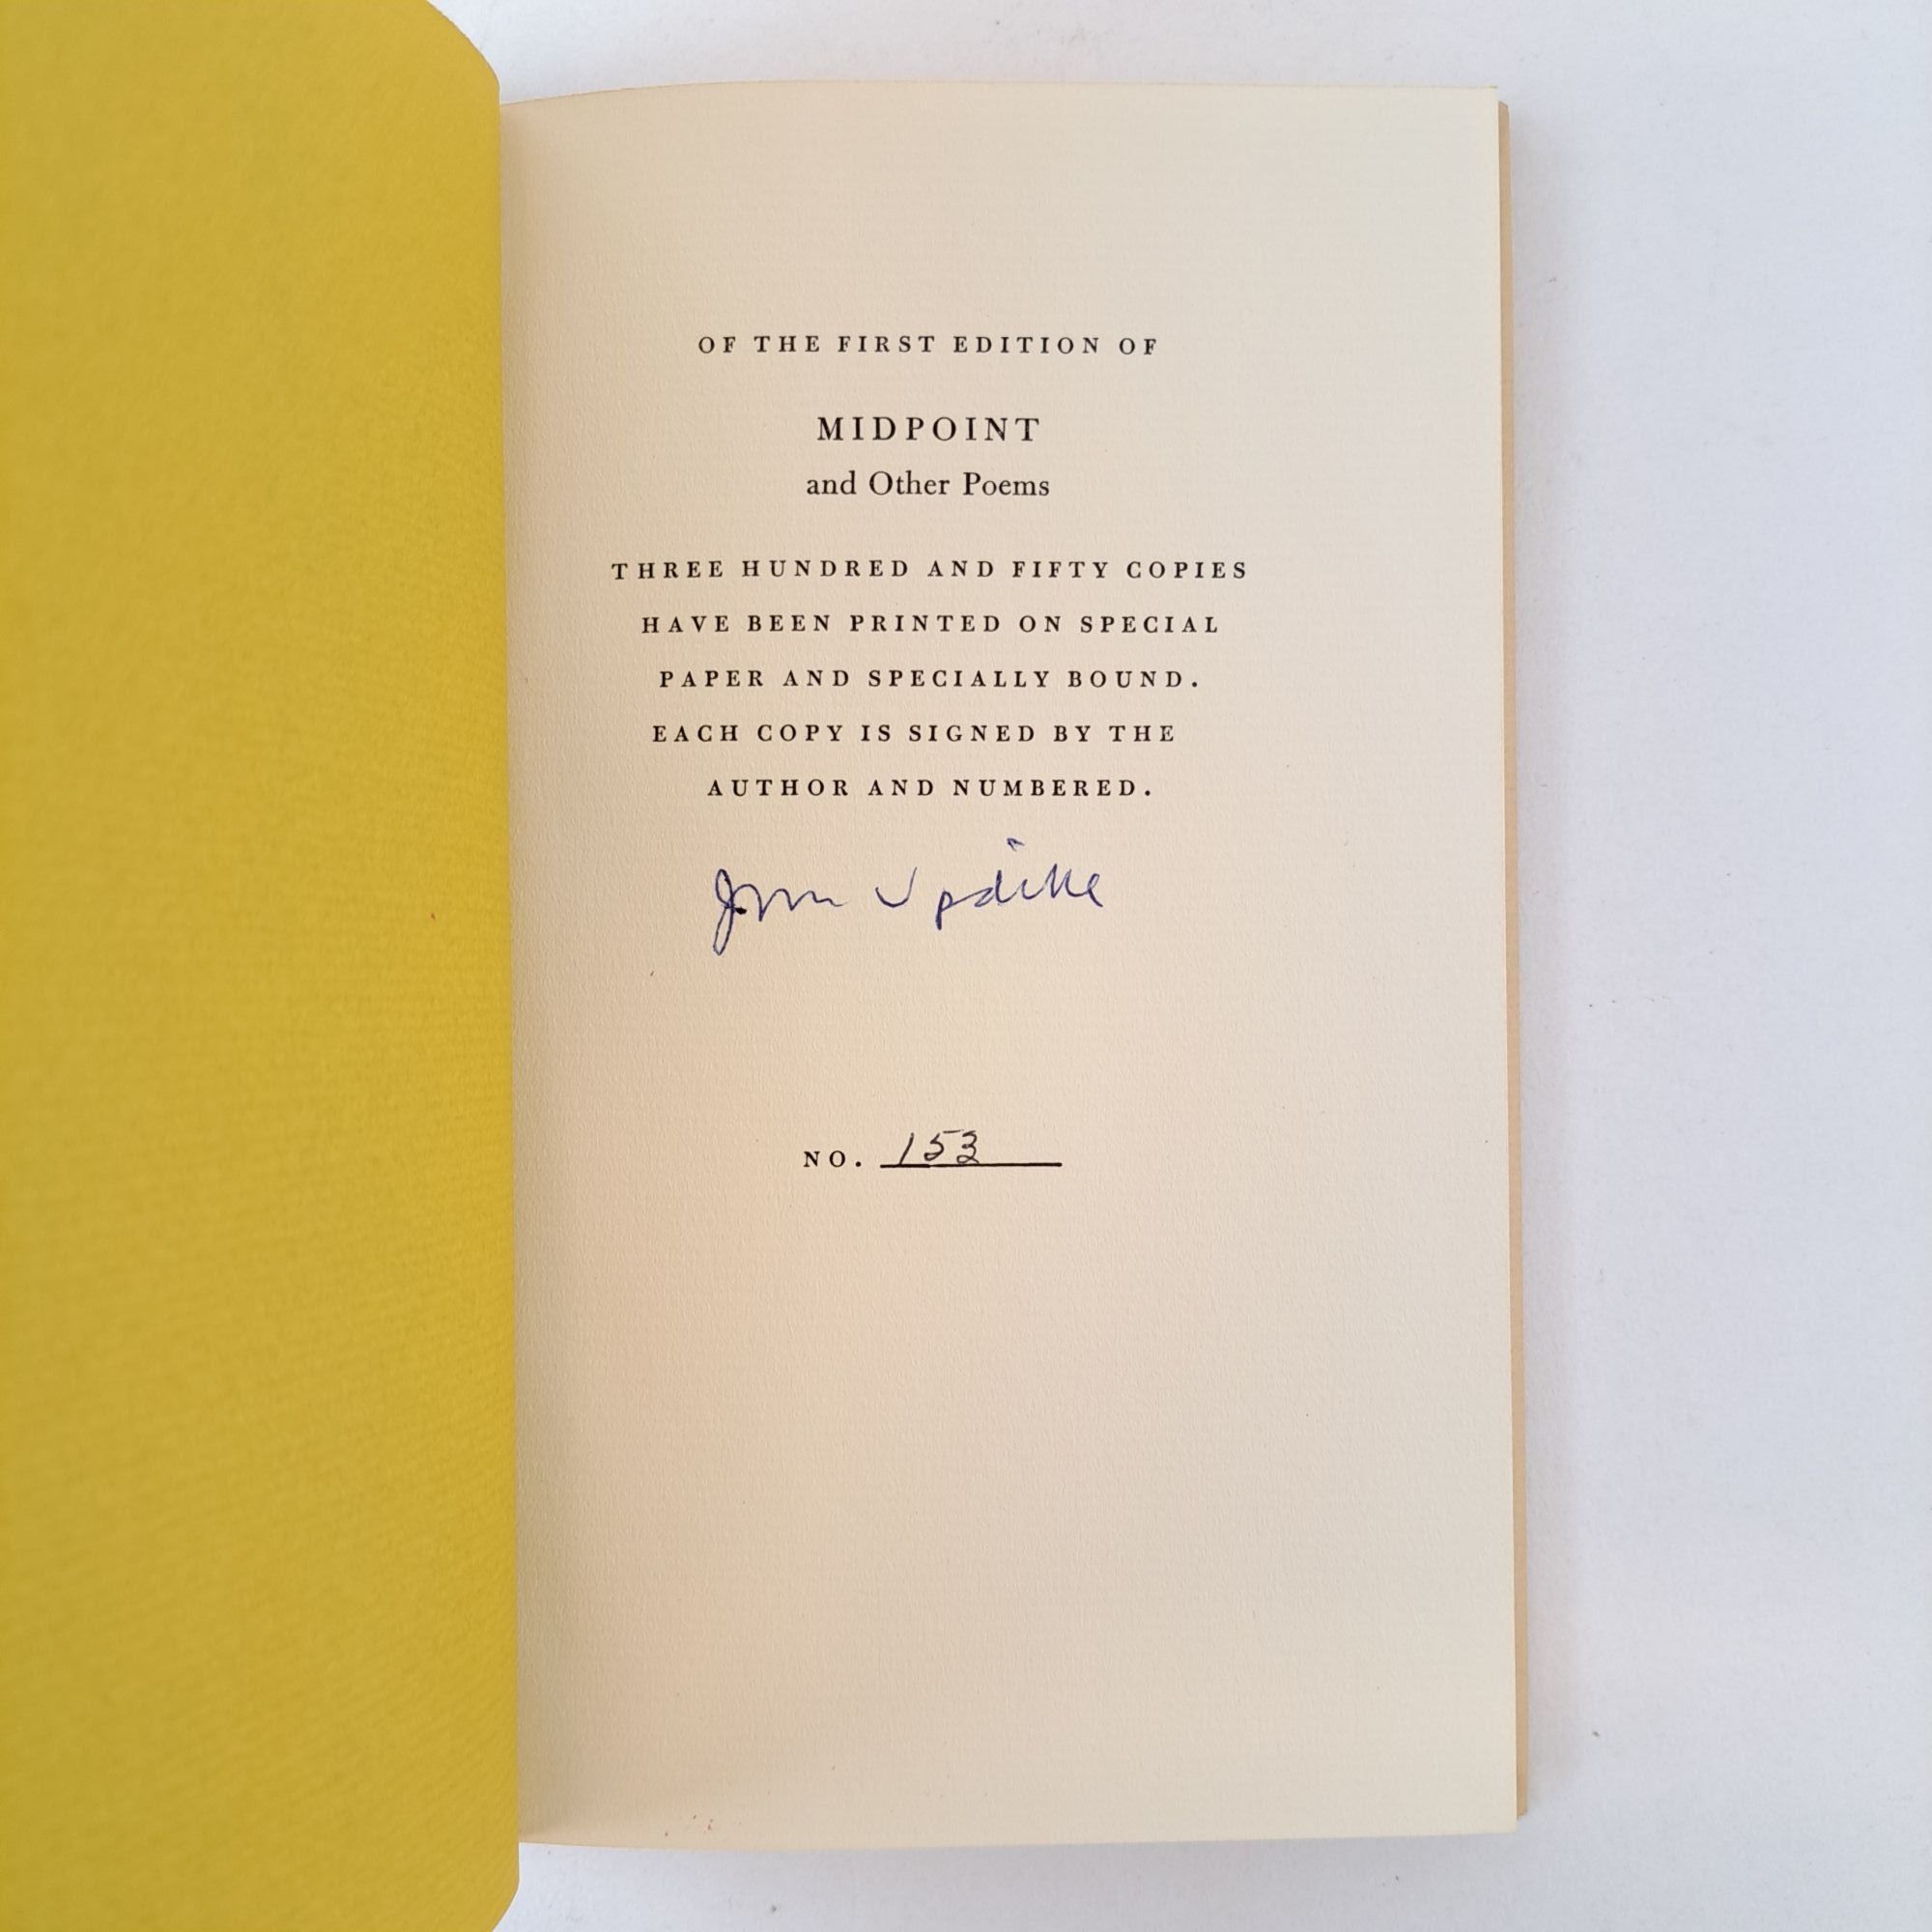 OF THE FIRST EDITION OF
MIDPOINT
and Other Poems
THREE HUNDRED AND FIFTY COPIES
HAVE BEEN PRINTED ON SPECIAL
PAPER AND SPECIALLY BOUND.
EACH COPY IS SIGNED BY THE
AUTHOR AND NUMBERED.
John Updike
NO. 153